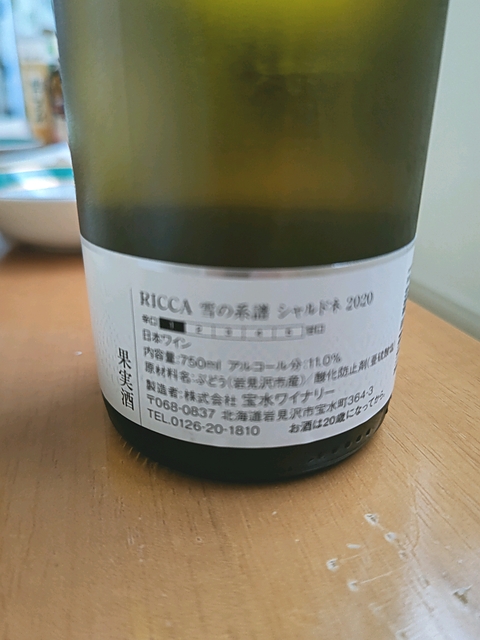 RICCA 雪の系譜 シャルドネ 2020
辛口 1 2 3 4 5 甘口
日本ワイン
内容量:750ml アルコール分:11.0%
原材料名:ぶどう(岩見沢市産)/酸化防止剤(亜硫酸塩
製造者:株式会社 宝水ワイナリー
〒068-0837 北海道岩見沢市宝水町364-3
TEL.0126-20-1810 お酒は20歳になってから。
果実酒